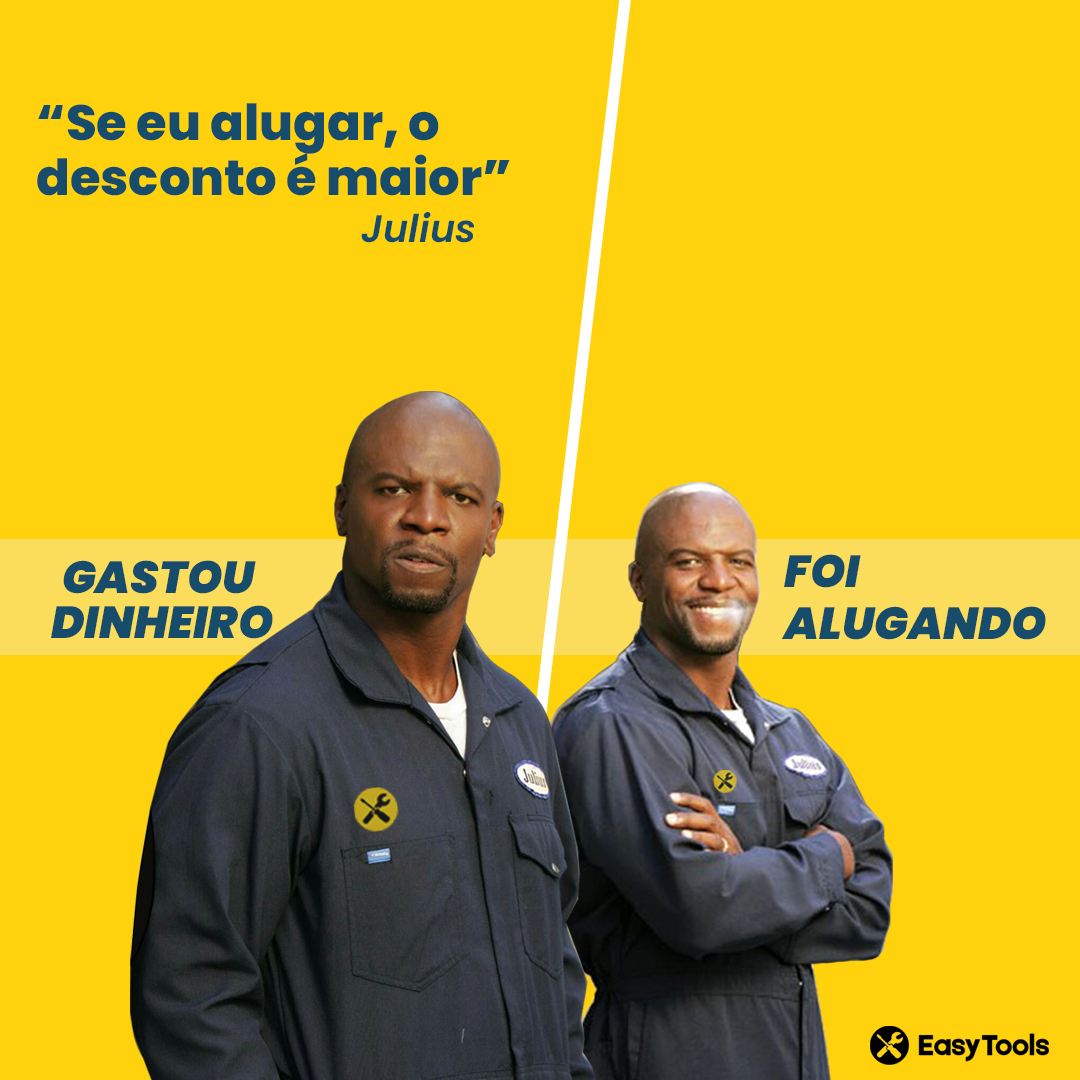 “Se eu alugar, o
desconto é maior”
Julius
GASTOU
DINHEIRO
FOI
ALUGANDO
Julius
Julius
EasyTools